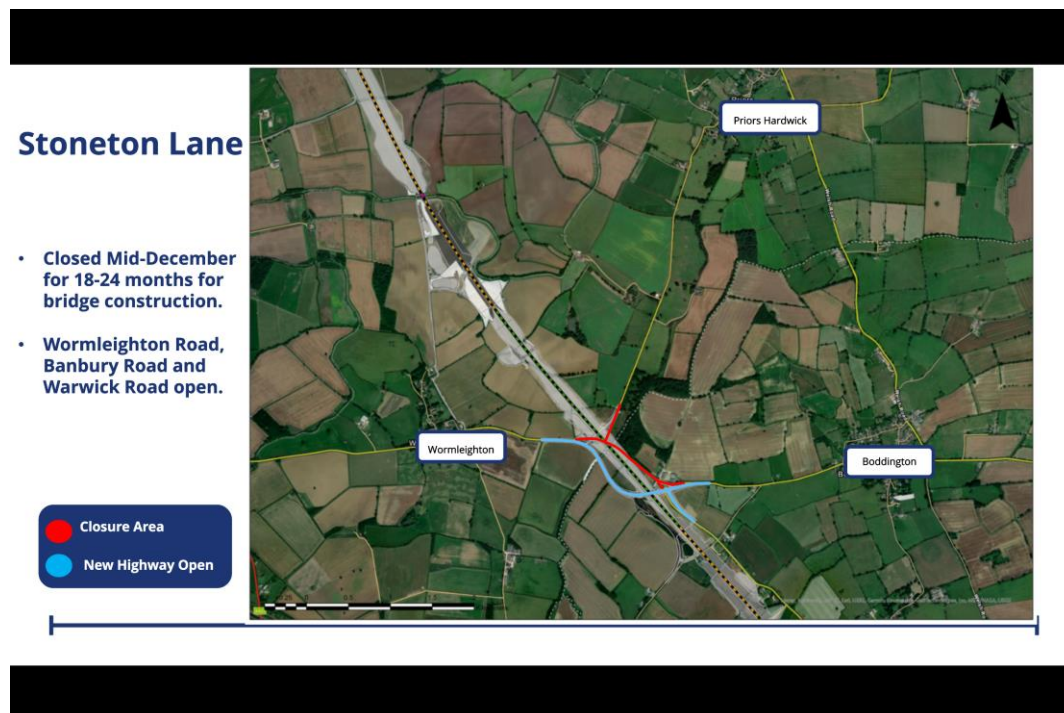 Stoneton Lane
• Closed Mid-December
for 18-24 months for
bridge construction.
• Wormleighton Road,
Banbury Road and
Warwick Road open.
Closure Area
New Highway Open
Priors Hardwick
Wormleighton
Boddington